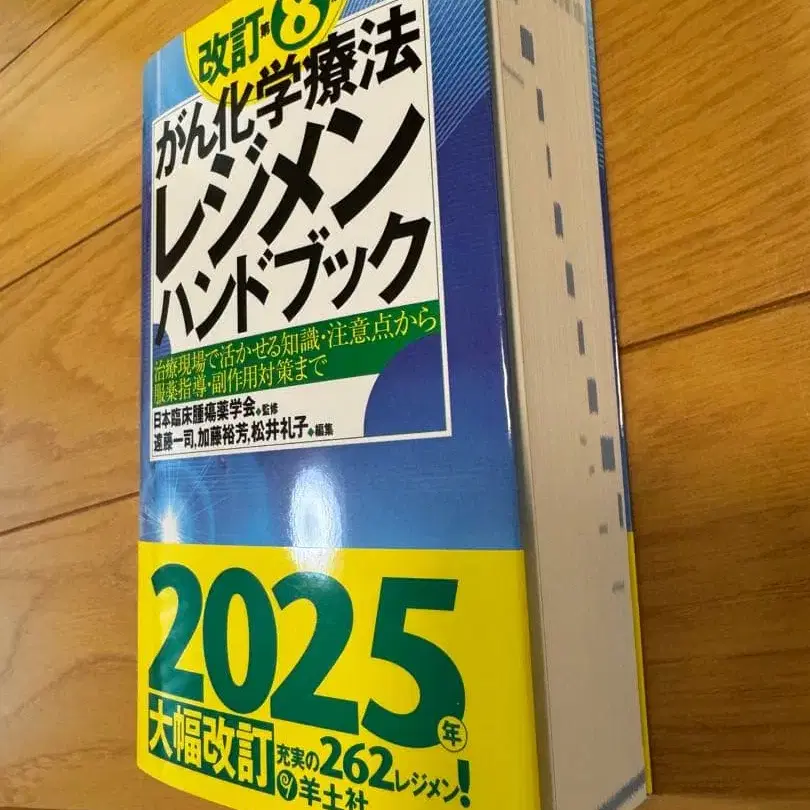 改訂第8
がん化学療法
レジメン
ハンドブック
治療現場で活かせる知識・注意点から
服薬指導・副作用対策まで
日本臨床腫瘍薬学会◆監修
遠藤一司,加藤裕芳,松井礼子◆編集
2025年
大幅改訂 充実の262レジメン!
羊土社